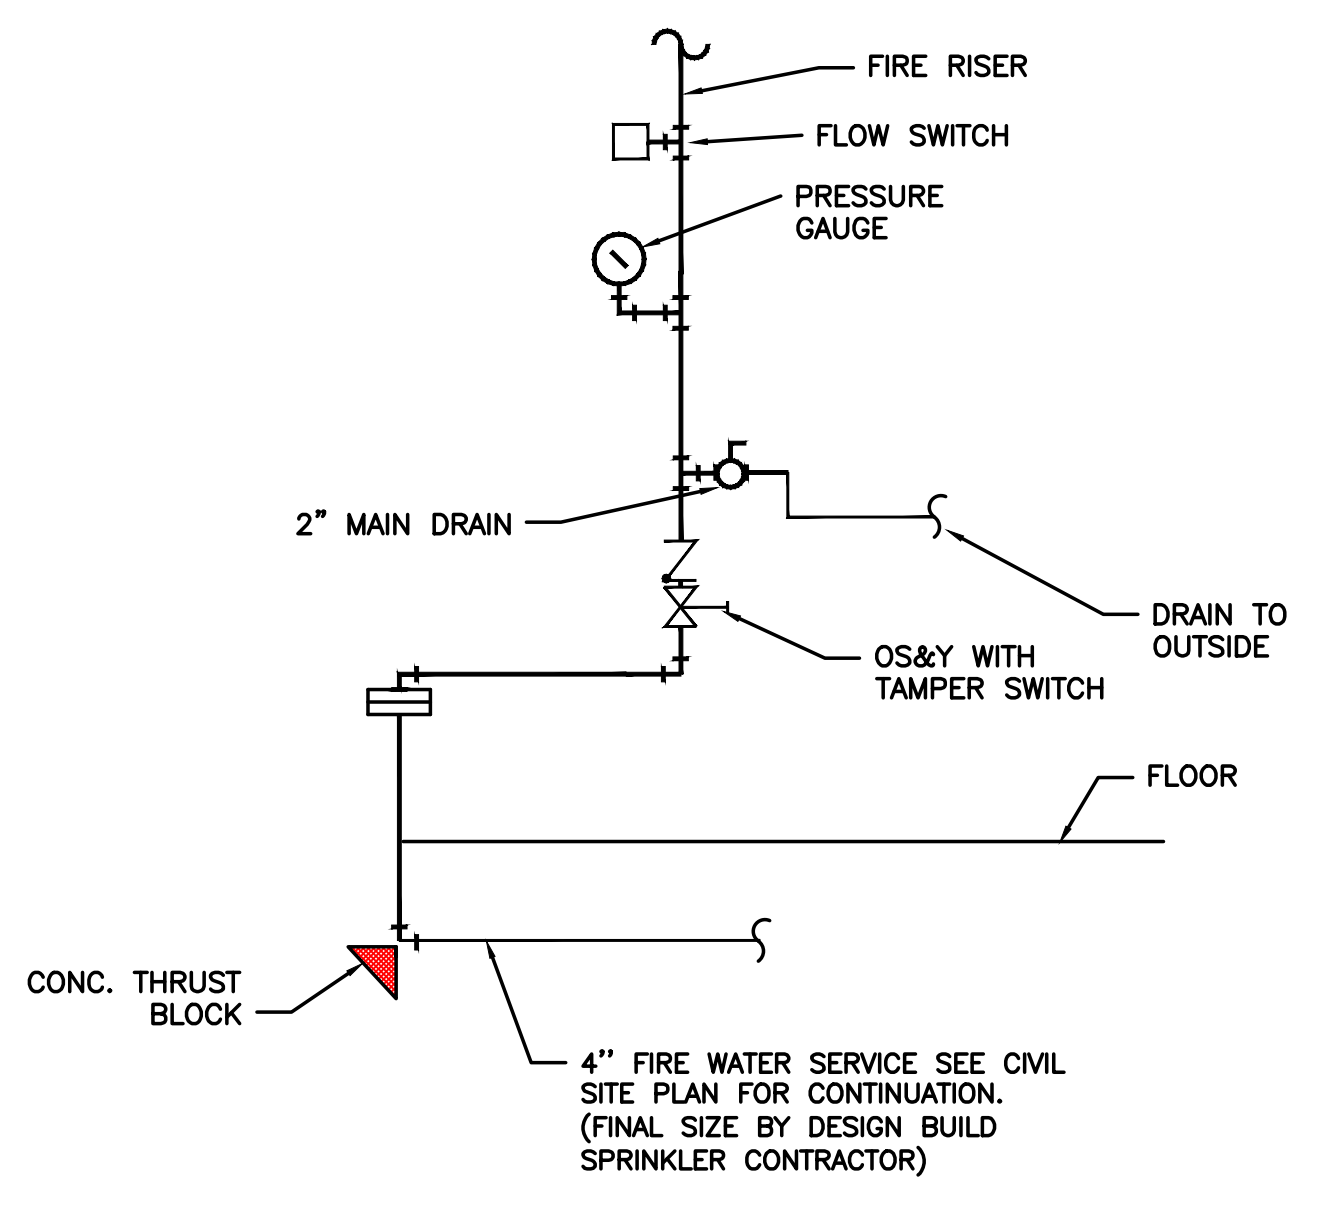 FIRE RISER
FLOW SWITCH
PRESSURE
GAUGE
2" MAIN DRAIN
DRAIN TO
OUTSIDE
OS&Y WITH
TAMPER SWITCH
FLOOR
CONC. THRUST
BLOCK
4'' FIRE WATER SERVICE SEE CIVIL
SITE PLAN FOR CONTINUATION.
(FINAL SIZE BY DESIGN BUILD
SPRINKLER CONTRACTOR)